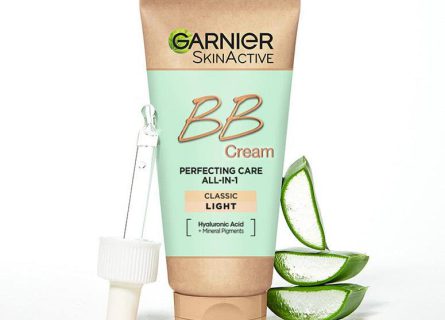 GARNIER
SKINACTIVE
BB
Cream
PERFECTING CARE
ALL-IN-1
CLASSIC
LIGHT
Hyaluronic Acid
+ Mineral Pigments